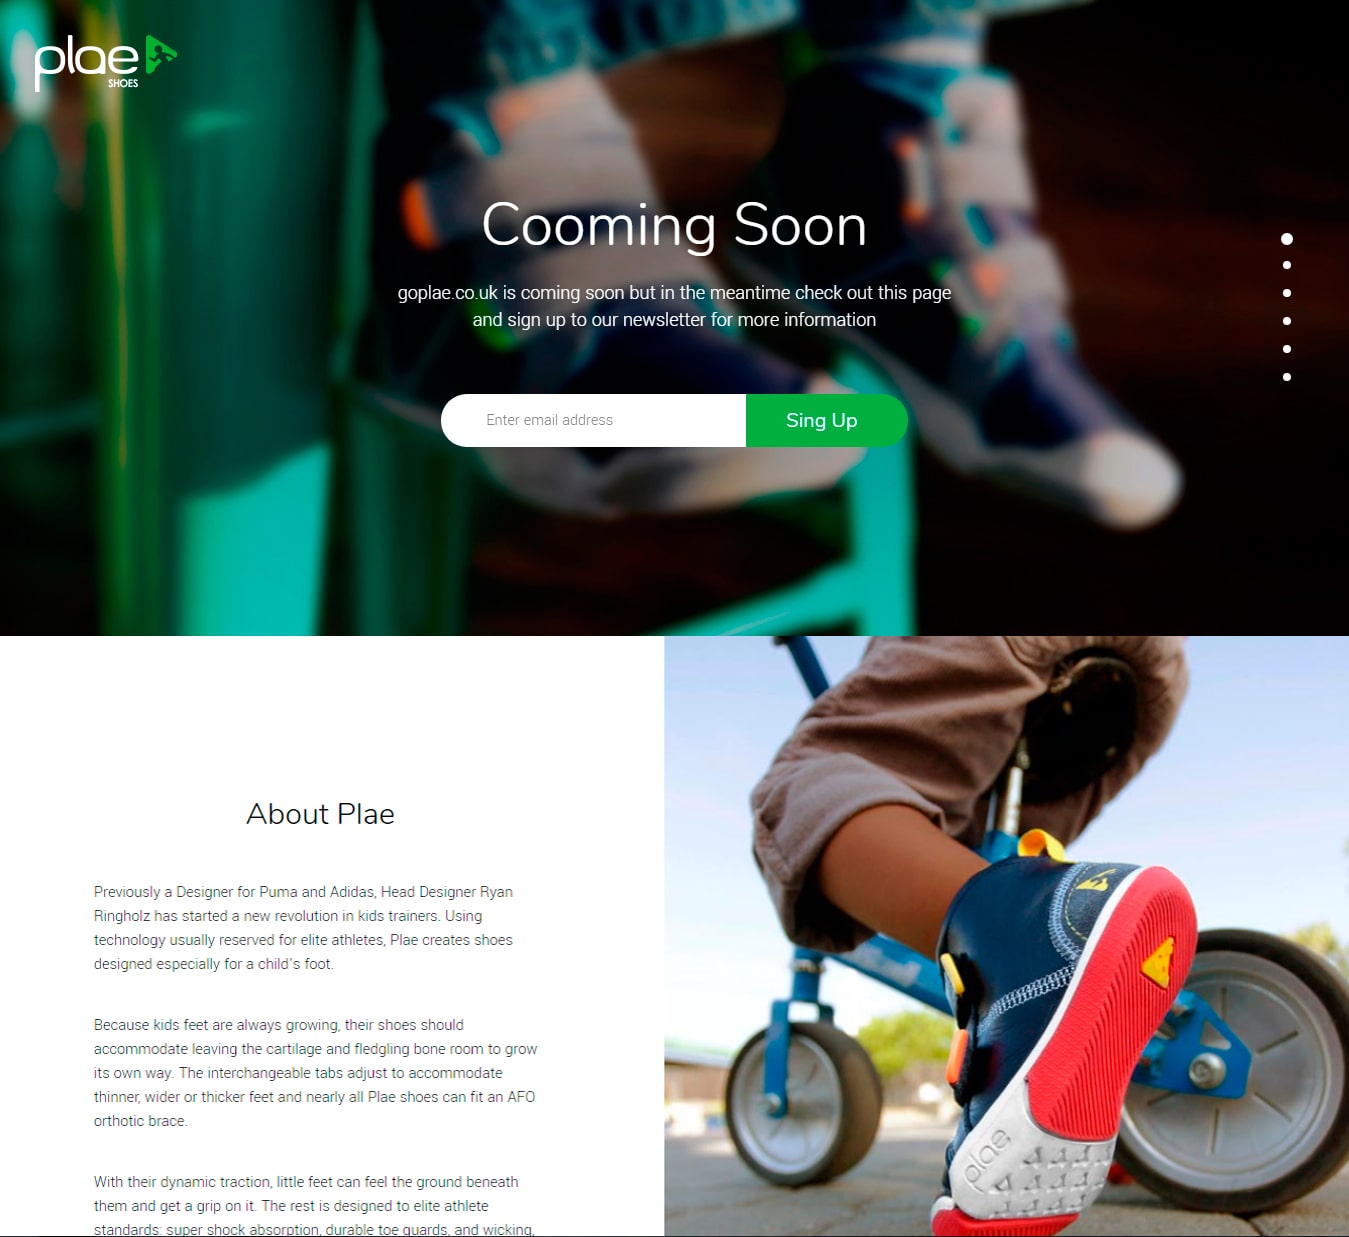 plae
SHOES
Cooming Soon
goplae.co.uk is coming soon but in the meantime check out this page
and sign up to our newsletter for more information
Enter email address
Sing Up
About Plae
Previously a Designer for Puma and Adidas, Head Designer Ryan
Ringholz has started a new revolution in kids trainers. Using
technology usually reserved for elite athletes, Plae creates shoes
designed especially for a child's foot.
Because kids feet are always growing, their shoes should
accommodate leaving the cartilage and fledgling bone room to grow
its own way. The interchangeable tabs adjust to accommodate
thinner, wider or thicker feet and nearly all Plae shoes can fit an AFO
orthotic brace.
With their dynamic traction, little feet can feel the ground beneath
them and get a grip on it. The rest is designed to elite athlete
standards: super shock absorption, durable toe guards, and wicking,
plae